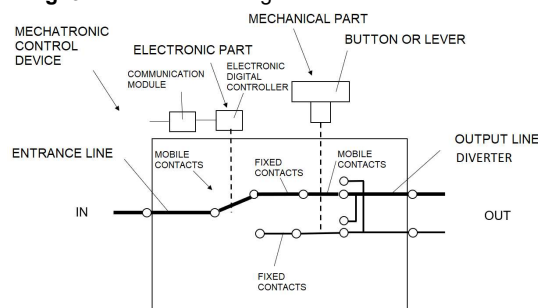 MECHANICAL PART
MECHATRONIC
CONTROL
DEVICE
ELECTRONIC PART
BUTTON OR LEVER
COMMUNICATION
MODULE
ELECTRONIC
DIGITAL
CONTROLLER
ENTRANCE LINE
MOBILE
CONTACTS
FIXED
CONTACTS
MOBILE
CONTACTS
OUTPUT LINE
DIVERTER
IN
OUT
FIXED
CONTACTS